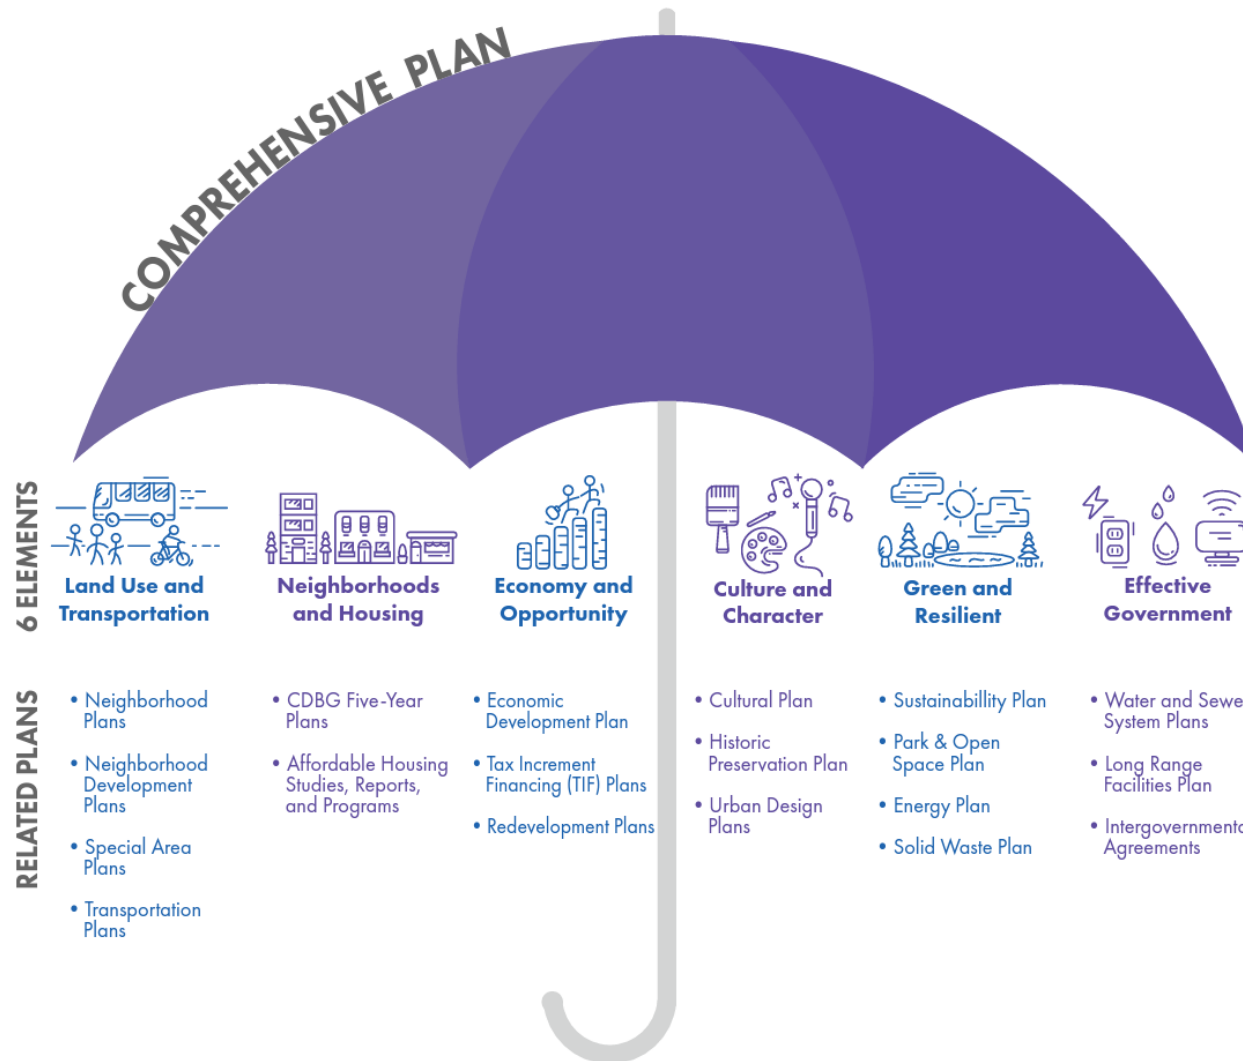 COMPREHENSIVE PLAN
6 ELEMENTS
Land Use and
Transportation
Neighborhoods
and Housing
Economy and
Opportunity
Culture and
Character
Green and
Resilient
Effective
Government
RELATED PLANS
• Neighborhood
Plans
• Neighborhood
Development
Plans
• Special Area
Plans
• Transportation
Plans
• CDBG Five-Year
Plans
• Affordable Housing
Studies, Reports,
and Programs
• Economic
Development Plan
• Tax Increment
Financing (TIF) Plans
• Redevelopment Plans
• Cultural Plan
• Historic
Preservation Plan
• Urban Design
Plans
• Sustainabillity Plan
• Park & Open
Space Plan
• Energy Plan
• Solid Waste Plan
• Water and Sewe
System Plans
• Long Range
Facilities Plan
• Intergovernmenta
Agreements